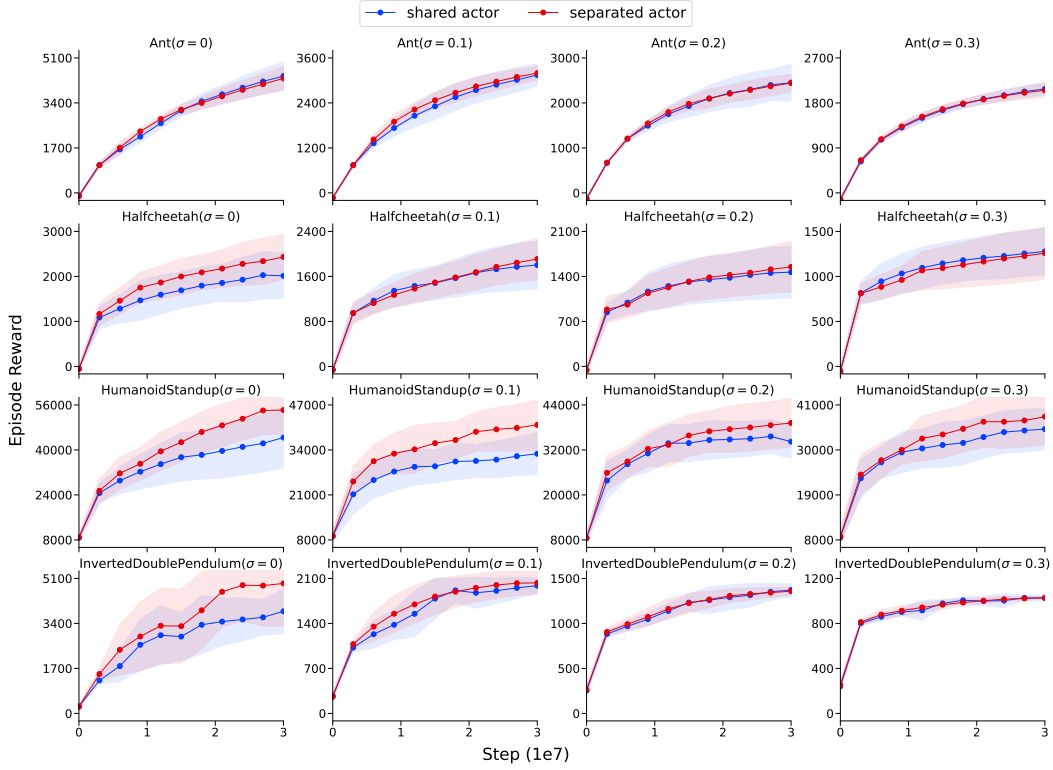 shared actor separated actor
Ant(σ = 0) Ant(σ = 0.1) Ant(σ = 0.2) Ant(σ = 0.3)
5100 3600 3000 2700
3400 2400 2000 1800
1700 1200 1000 900
0 0 0 0
Halfcheetah(σ = 0) Halfcheetah(σ = 0.1) Halfcheetah(σ = 0.2) Halfcheetah(σ = 0.3)
3000 2400 2100 1500
2000 1600 1400 1000
1000 800 700 500
0 0 0 0
Episode Reward
HumanoidStandup(σ = 0) HumanoidStandup(σ = 0.1) HumanoidStandup(σ = 0.2) HumanoidStandup(σ = 0.3)
56000 47000 44000 41000
40000 34000 32000 30000
24000 21000 20000 19000
8000 8000 8000 8000
InvertedDoublePendulum(σ = 0) InvertedDoublePendulum(σ = 0.1) InvertedDoublePendulum(σ = 0.2) InvertedDoublePendulum(σ = 0.3)
5100 2100 1500 1200
3400 1400 1000 800
1700 700 500 400
0 0 0 0
0 1 2 3 0 1 2 3 0 1 2 3 0 1 2 3
Step (1e7)